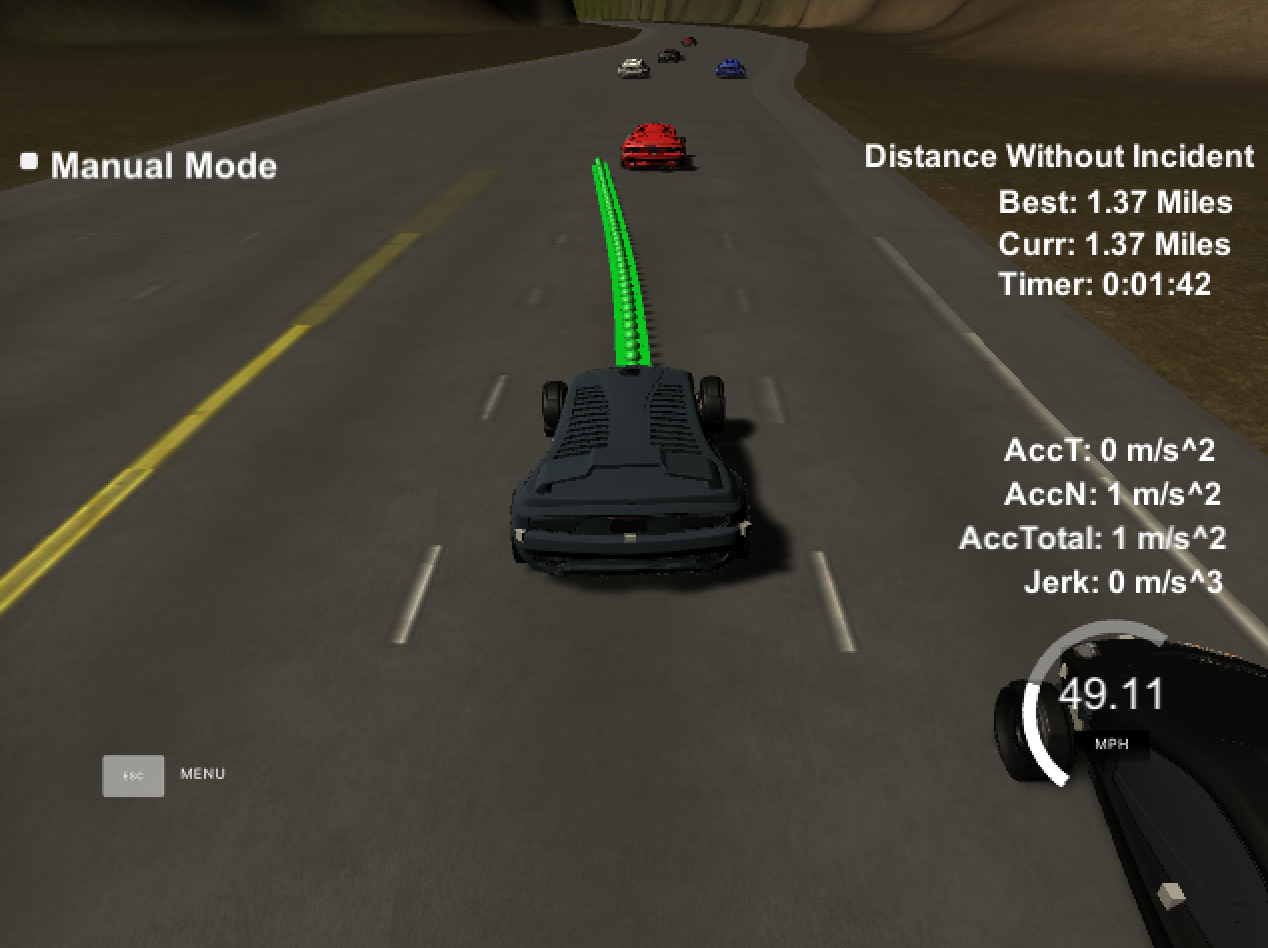 Manual Mode
Distance Without Incident
Best: 1.37 Miles
Curr: 1.37 Miles
Timer: 0:01:42
AccT: 0 m/s^2
AccN: 1 m/s^2
AccTotal: 1 m/s^2
Jerk: 0 m/s^3
49.11
MPH
ESC
MENU